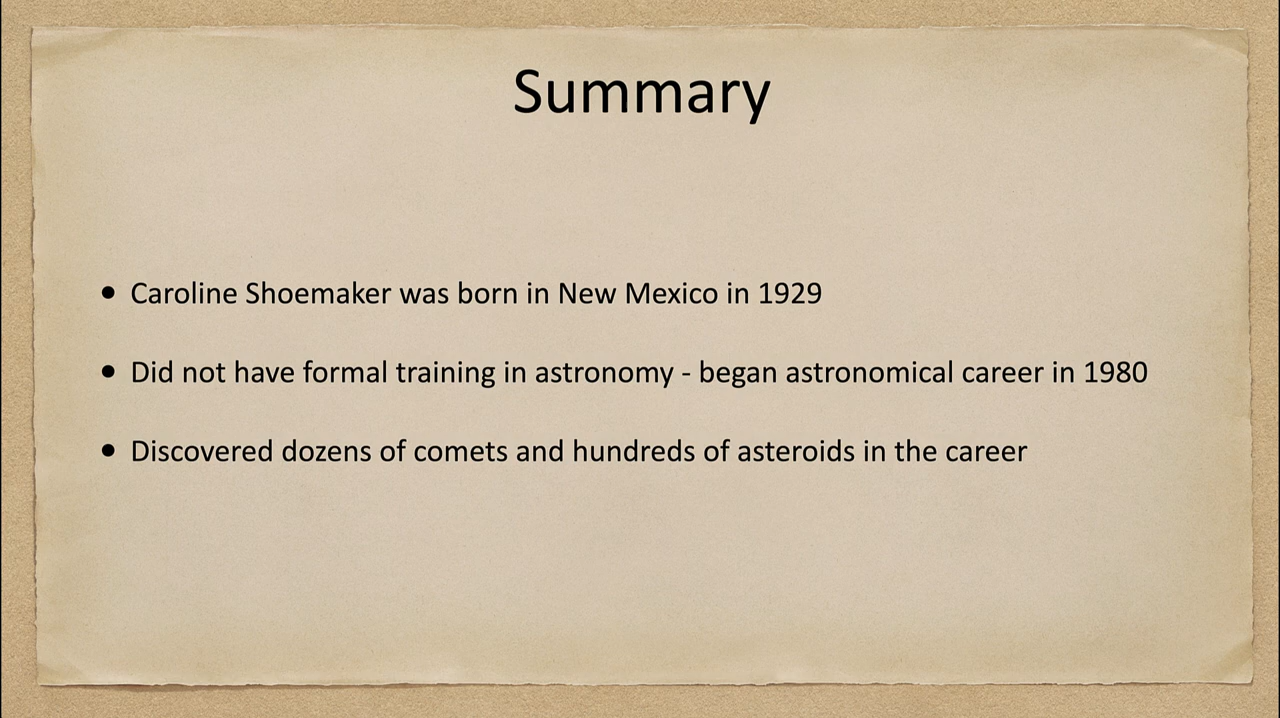 Summary
• Caroline Shoemaker was born in New Mexico in 1929
• Did not have formal training in astronomy - began astronomical career in 1980
• Discovered dozens of comets and hundreds of asteroids in the career